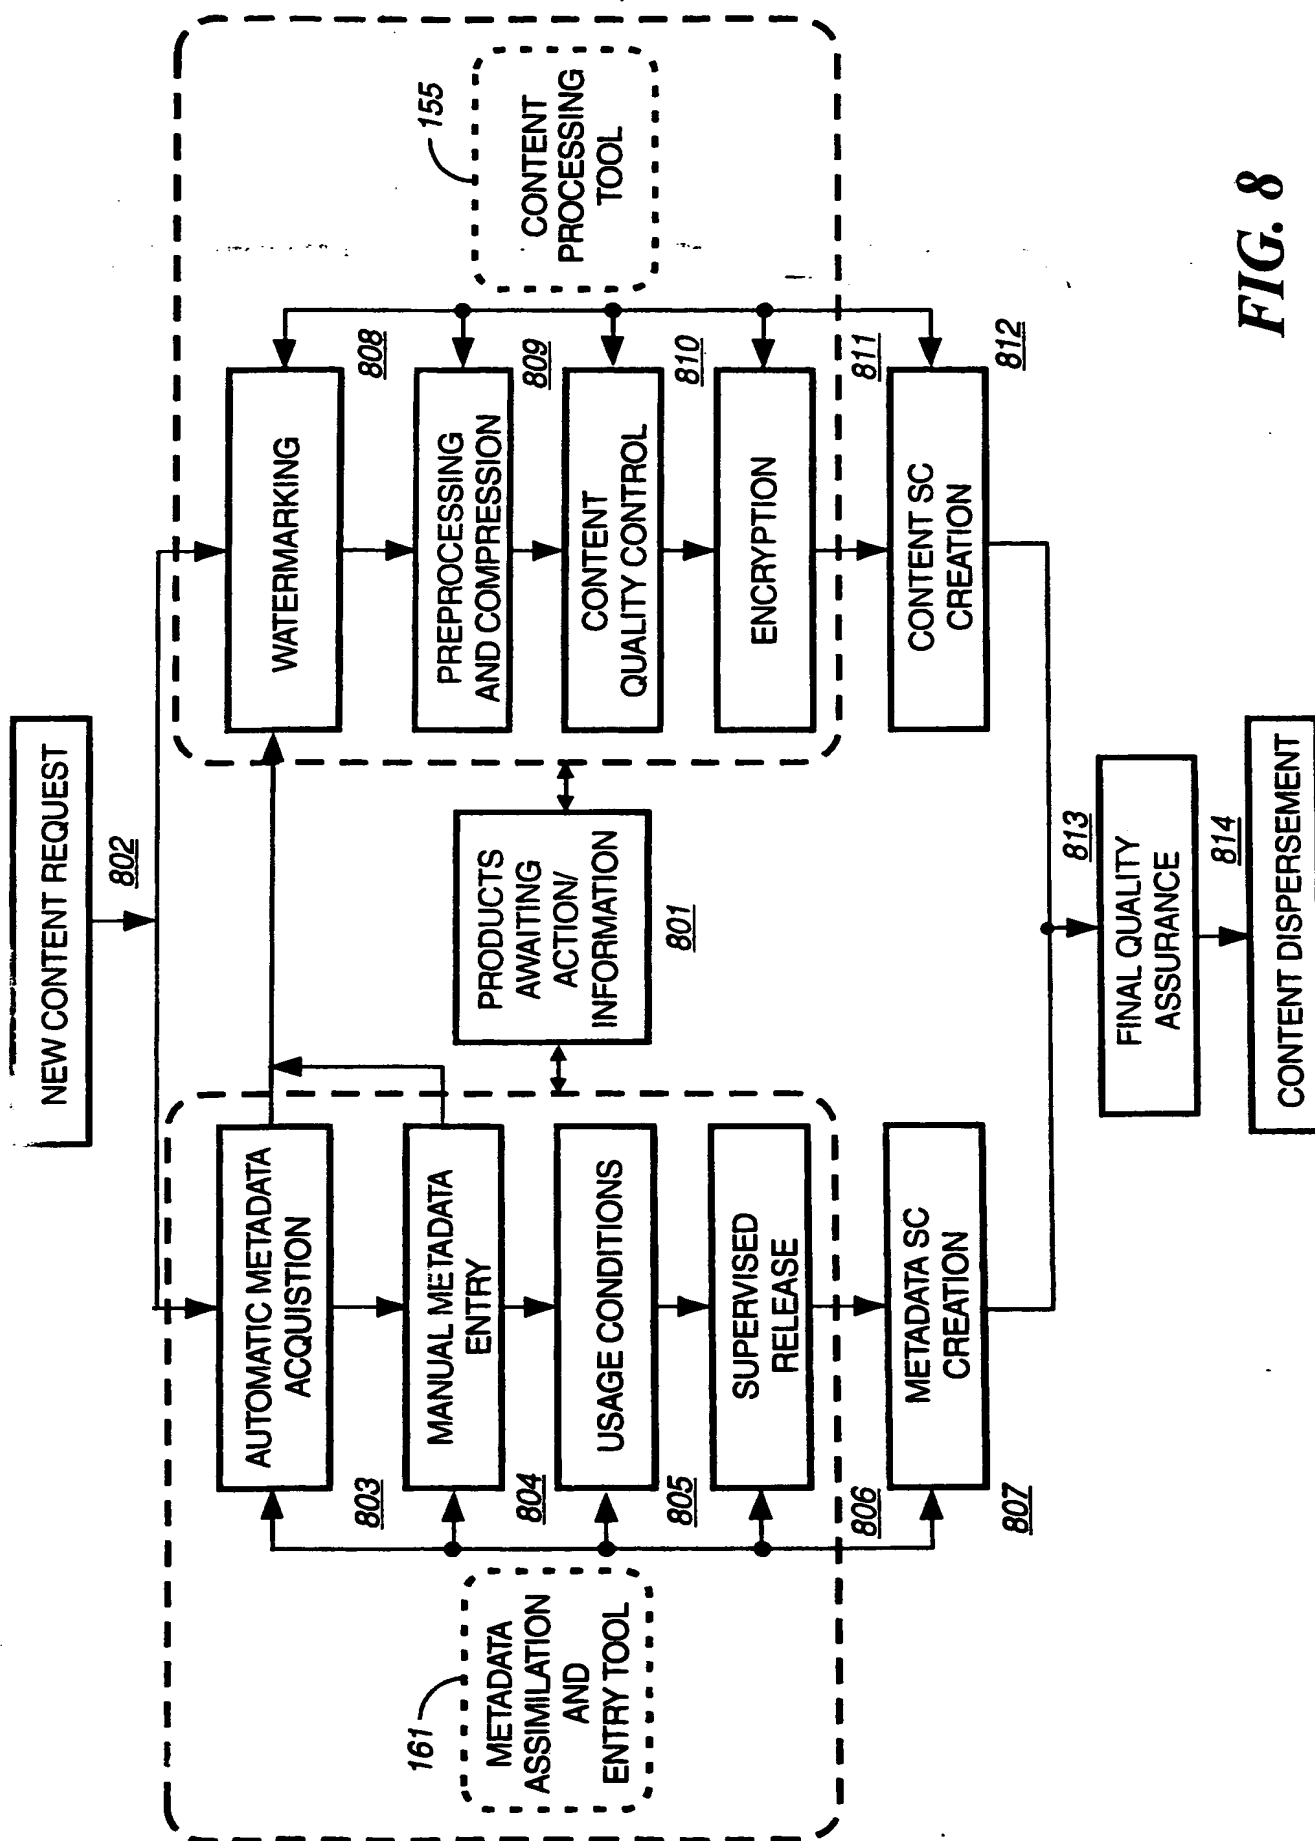 NEW CONTENT REQUEST
802
AUTOMATIC METADATA
ACQUISTION
803
MANUAL METADATA
ENTRY
804
USAGE CONDITIONS
805
SUPERVISED
RELEASE
806
METADATA SC
CREATION
807
161
METADATA
ASSIMILATION
AND
ENTRY TOOL
PRODUCTS
AWAITING
ACTION/
INFORMATION
801
WATERMARKING
808
PREPROCESSING
AND COMPRESSION
809
CONTENT
QUALITY CONTROL
810
ENCRYPTION
811
CONTENT SC
CREATION
812
155
CONTENT
PROCESSING
TOOL
813
FINAL QUALITY
ASSURANCE
814
CONTENT DISPERSEMENT
FIG. 8